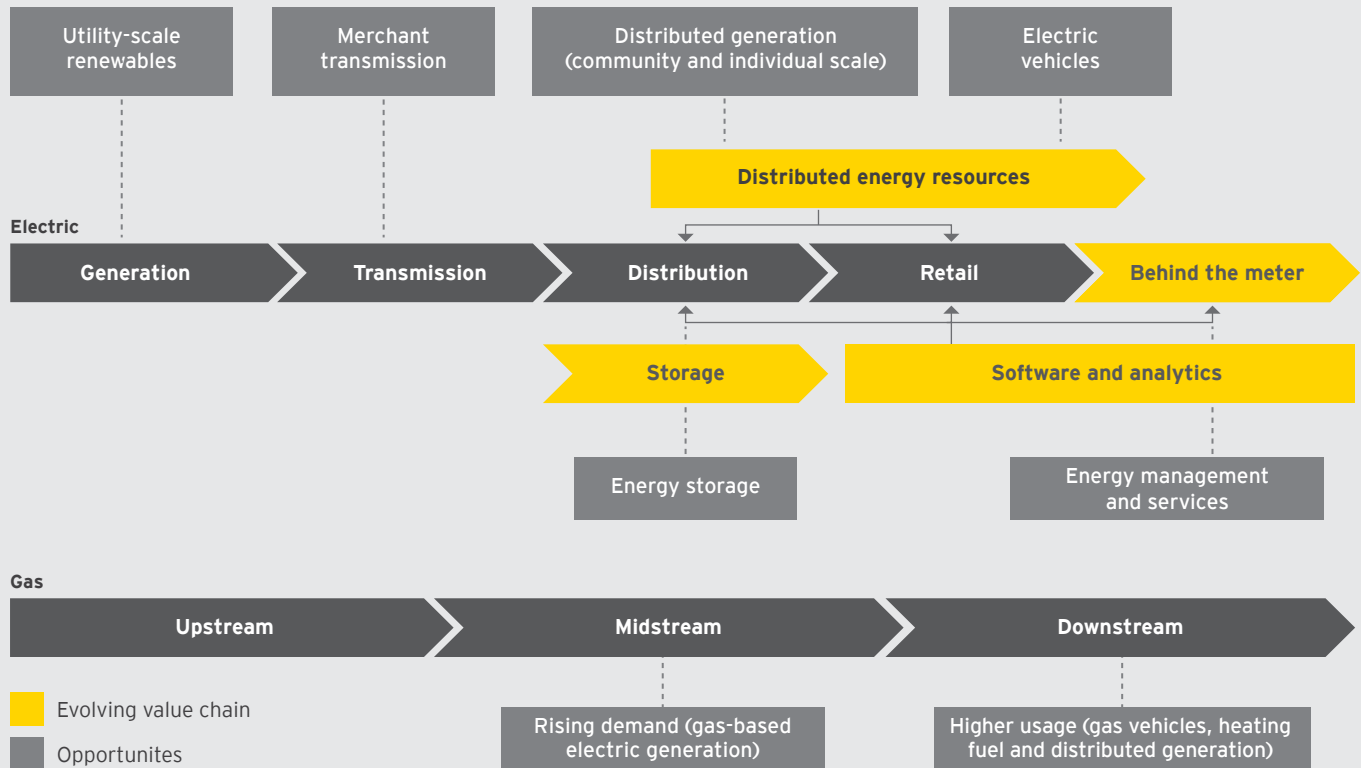 Utility-scale
renewables
Merchant
transmission
Distributed generation
(community and individual scale)
Electric
vehicles
Distributed energy resources
Electric
Generation
Transmission
Distribution
Retail
Behind the meter
Storage
Software and analytics
Energy storage
Energy management
and services
Gas
Upstream
Midstream
Downstream
Evolving value chain
Opportunites
Rising demand (gas-based
electric generation)
Higher usage (gas vehicles, heating
fuel and distributed generation)